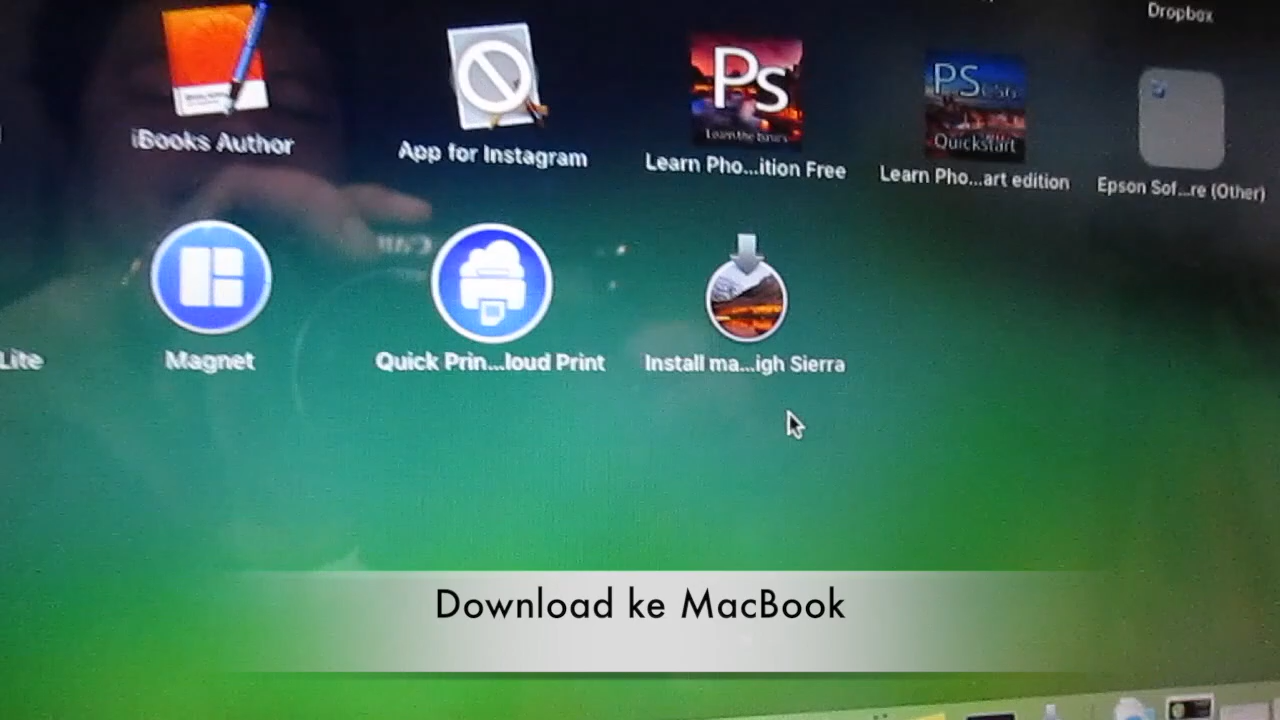 Dropbox
iBooks Author
App for Instagram
Ps
Learn the basics
Learn Pho...ition Free
PS CS6
Quickstart
Learn Pho...art edition
Epson Sof...re (Other)
Lite
Magnet
Quick Prin...loud Print
Install ma...igh Sierra
Download ke MacBook